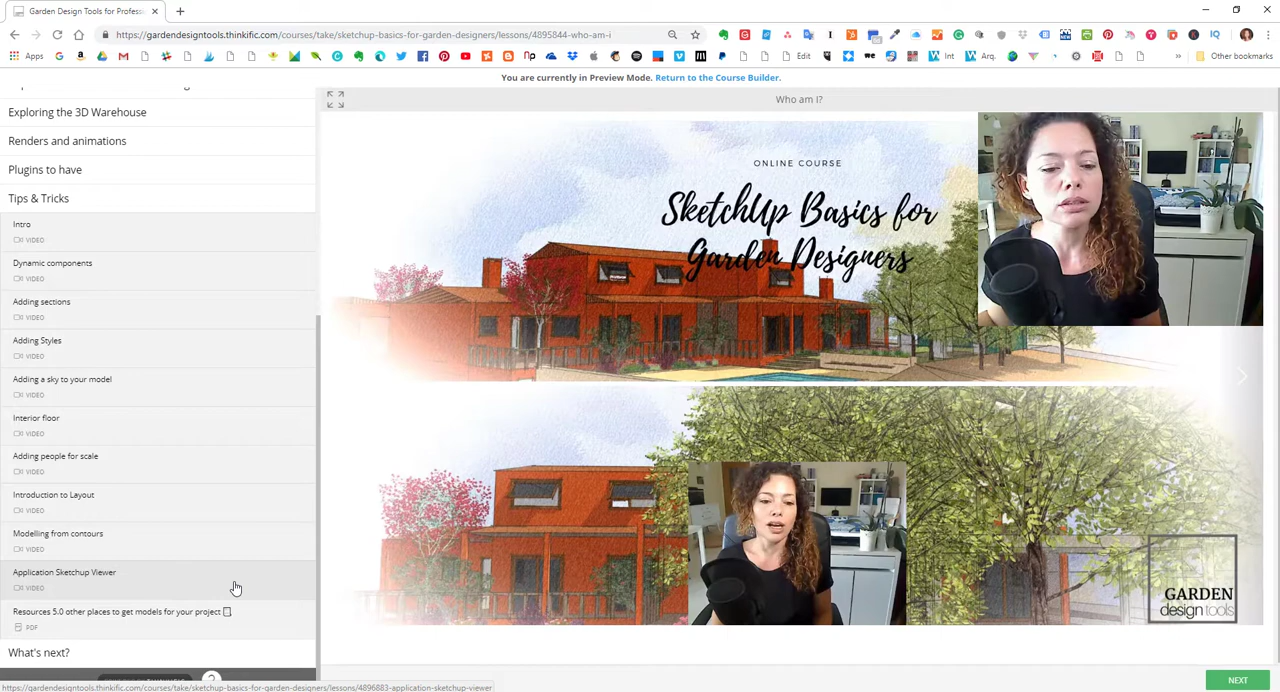 Garden Design Tools for Professi
https://gardendesigntools.thinkific.com/courses/take/sketchup-basics-for-garden-designers/lessons/4895844-who-am-i
Apps
Edit
Int
Arq.
Other bookmarks
You are currently in Preview Mode. Return to the Course Builder.
Who am I?
Exploring the 3D Warehouse
Renders and animations
Plugins to have
Tips & Tricks
Intro
VIDEO
Dynamic components
VIDEO
Adding sections
VIDEO
Adding Styles
VIDEO
Adding a sky to your model
VIDEO
Interior floor
VIDEO
Adding people for scale
VIDEO
Introduction to Layout
VIDEO
Modelling from contours
VIDEO
Application Sketchup Viewer
VIDEO
Resources 5.0 other places to get models for your project
PDF
What's next?
ONLINE COURSE
SketchUp Basics for
Garden Designers
GARDEN
design tools
NEXT
https://gardendesigntools.thinkific.com/courses/take/sketchup-basics-for-garden-designers/lessons/4896883-application-sketchup-viewer